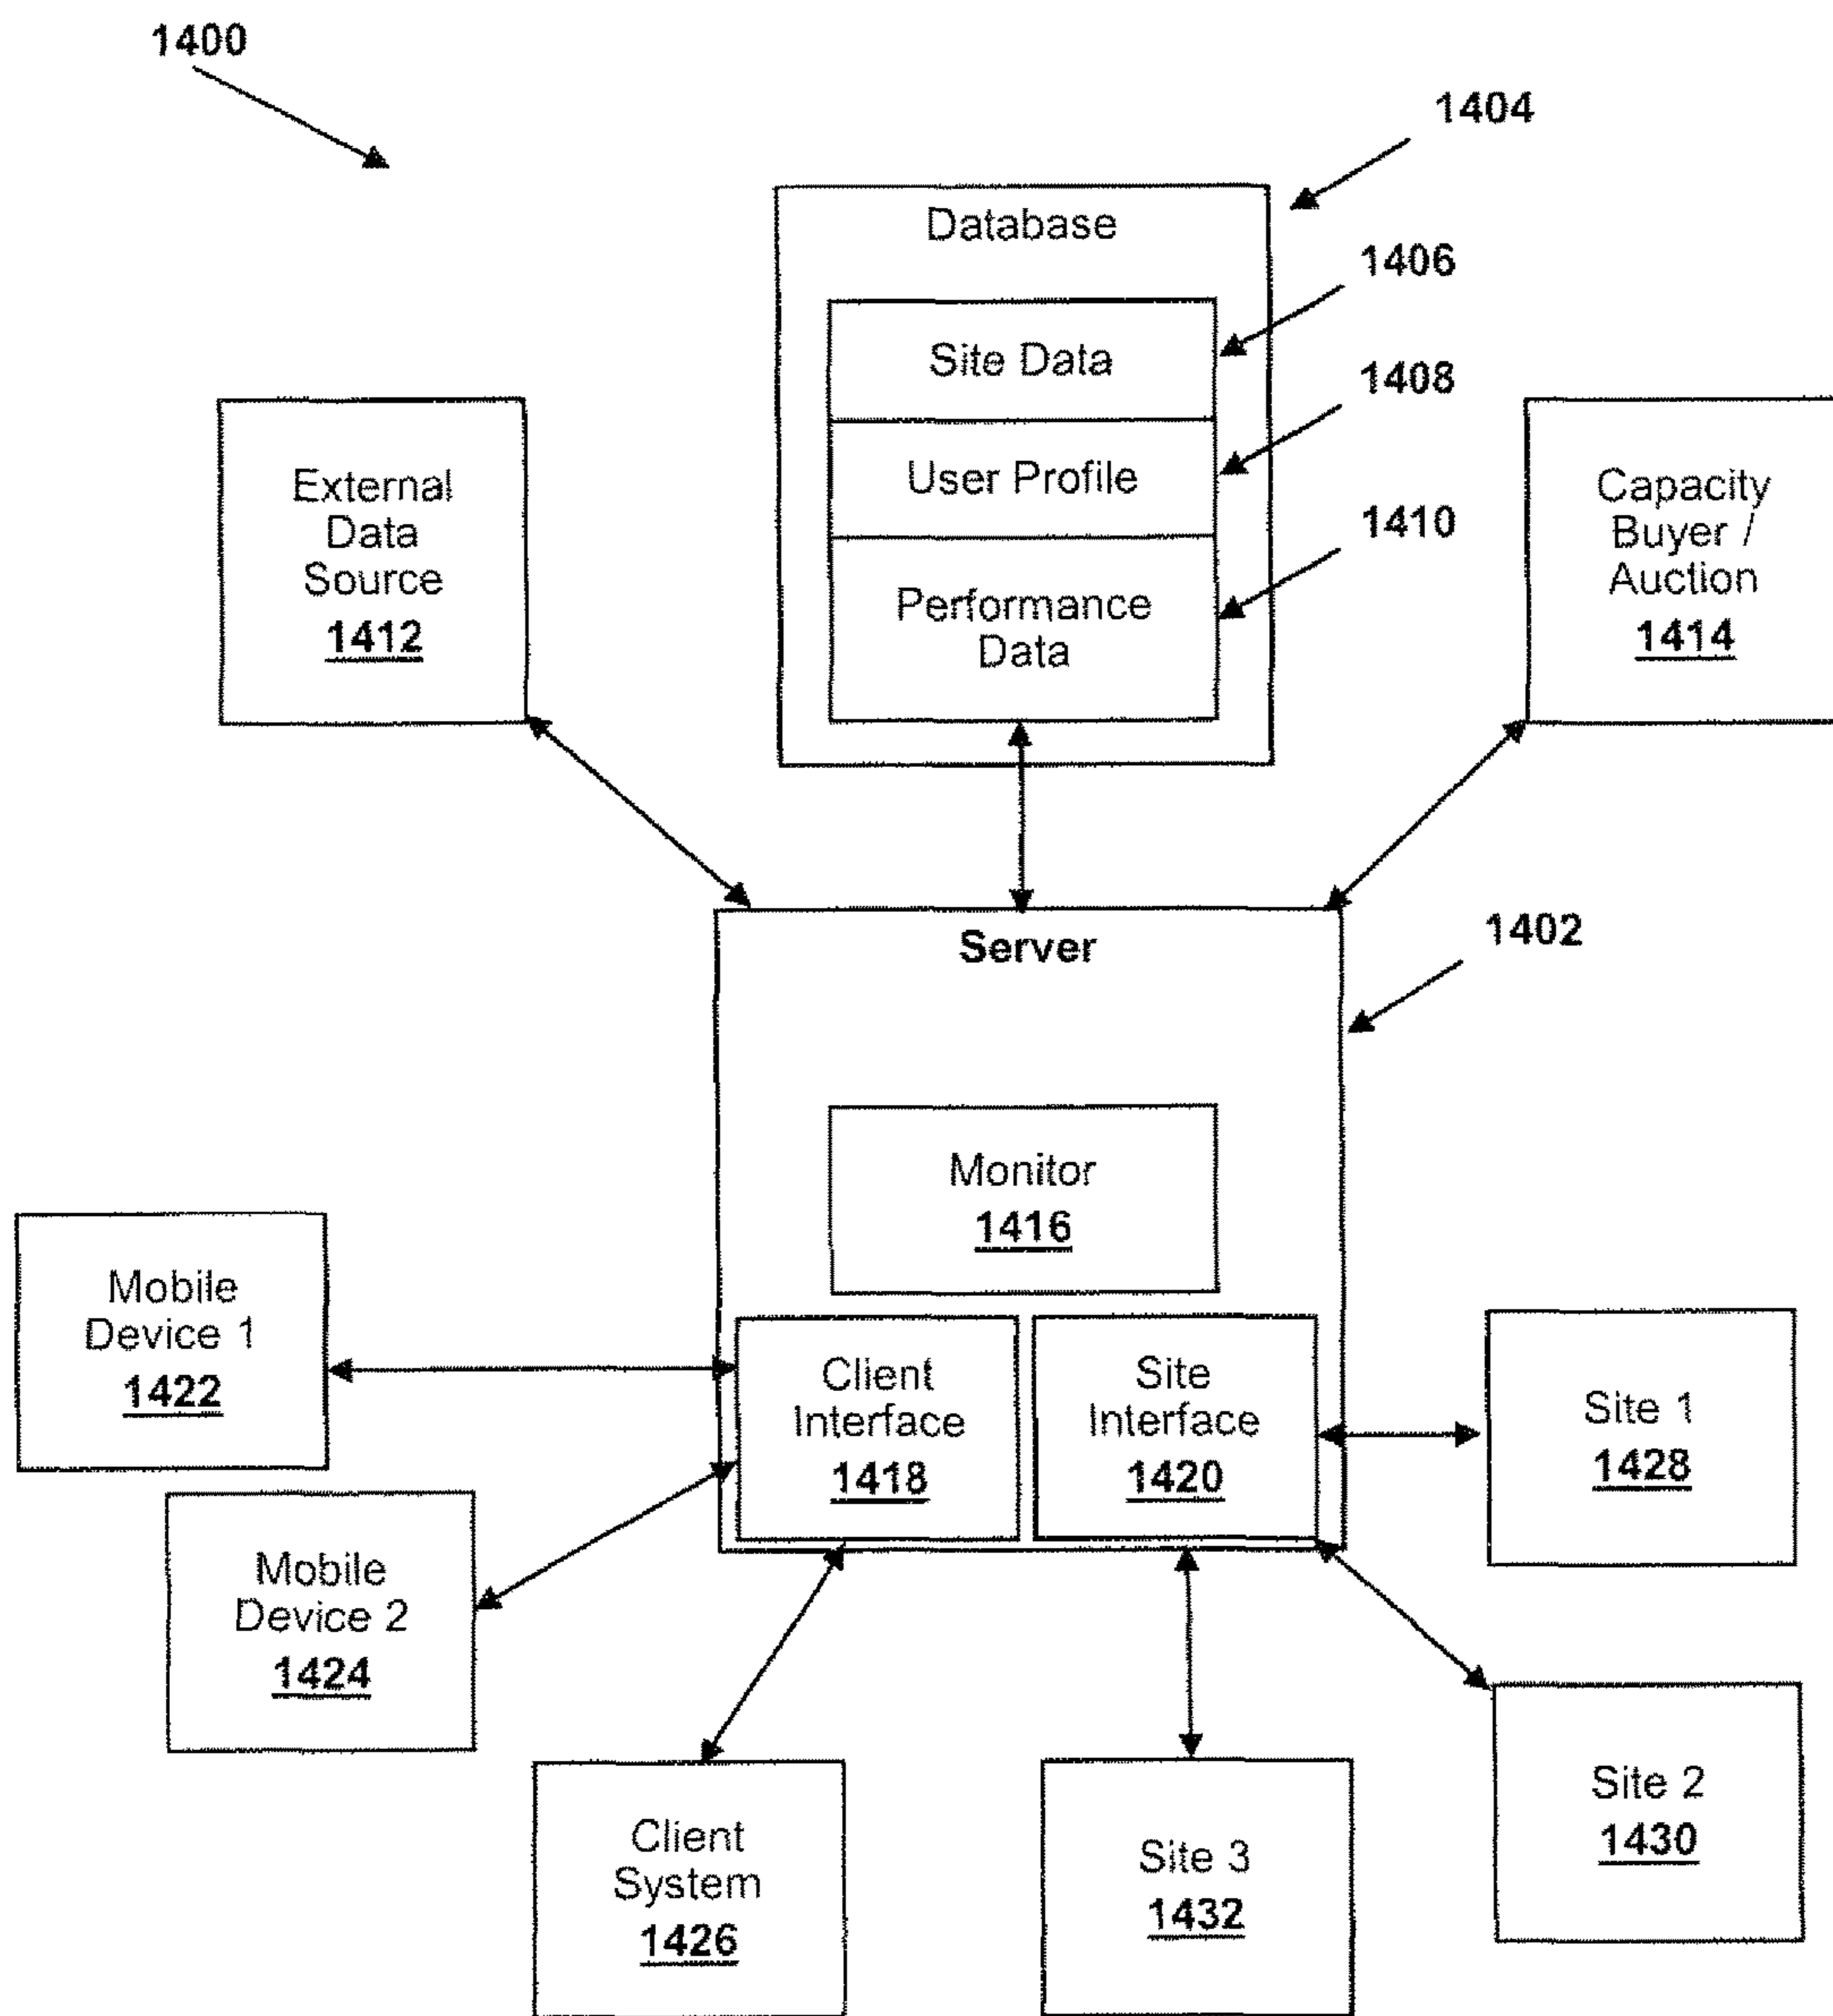 1400
1404
Database
1406
Site Data
1408
User Profile
1410
Performance
Data
External
Data
Source
1412
Capacity
Buyer /
Auction
1414
Server
1402
Monitor
1416
Mobile
Device 1
1422
Client
Interface
1418
Site
Interface
1420
Site 1
1428
Mobile
Device 2
1424
Client
System
1426
Site 3
1432
Site 2
1430